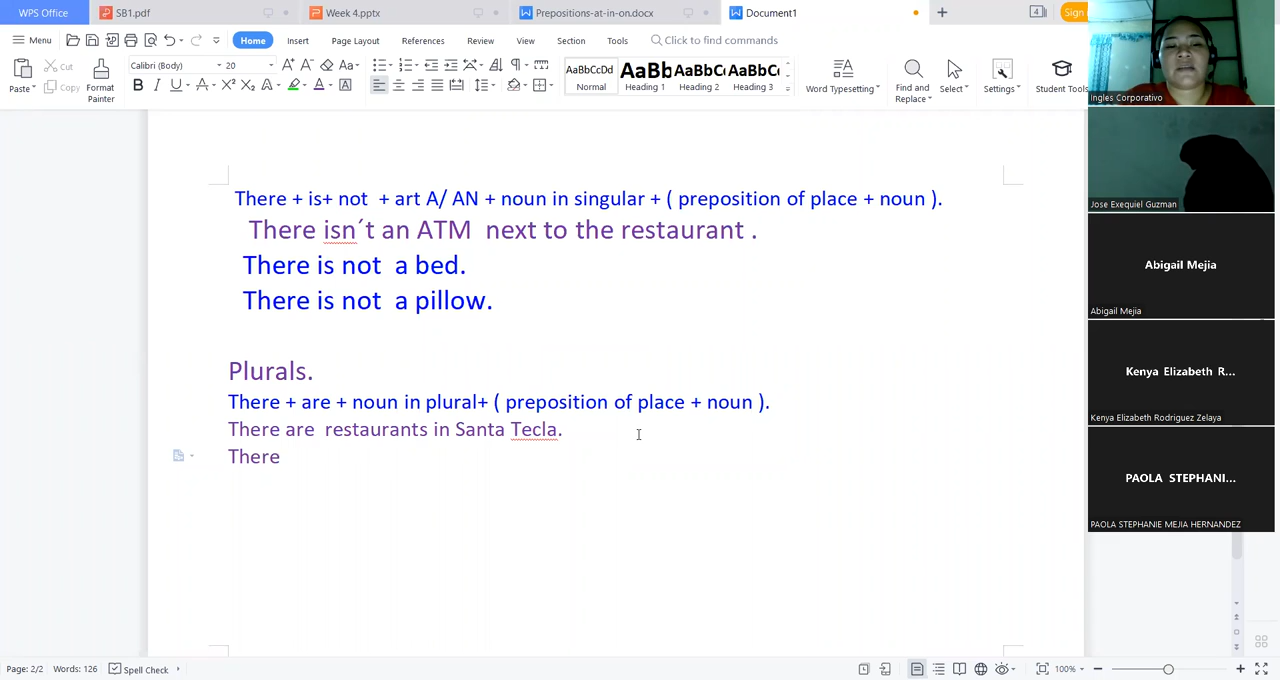 WPS Office
SB1.pdf
Week 4.pptx
Prepositions-at-in-on.docx
Document1
4
Sign
Menu
Home
Insert
Page Layout
References
Review
View
Section
Tools
Click to find commands
Paste
Cut
Copy
Format Painter
Calibri (Body)
20
AaBbCcDd
Normal
AaBb
Heading 1
AaBbCc
Heading 2
AaBbCc
Heading 3
Word Typesetting
Find and Replace
Select
Settings
Student Tools
Ingles Corporativo
Jose Exequiel Guzman
Abigail Mejia
Abigail Mejia
Kenya Elizabeth R...
Kenya Elizabeth Rodriguez Zelaya
PAOLA STEPHANI...
PAOLA STEPHANIE MEJIA HERNANDEZ
There + is+ not + art A/ AN + noun in singular + ( preposition of place + noun ).
There isn´t an ATM next to the restaurant .
There is not a bed.
There is not a pillow.
Plurals.
There + are + noun in plural+ ( preposition of place + noun ).
There are restaurants in Santa Tecla.
There
Page: 2/2
Words: 126
Spell Check
100%